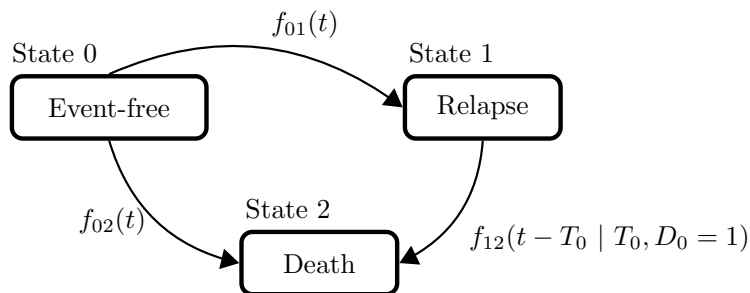 f₀₁(t)
State 0
State 1
Event-free
Relapse
f₀₂(t)
State 2
f₁₂(t − T₀ | T₀, D₀ = 1)
Death